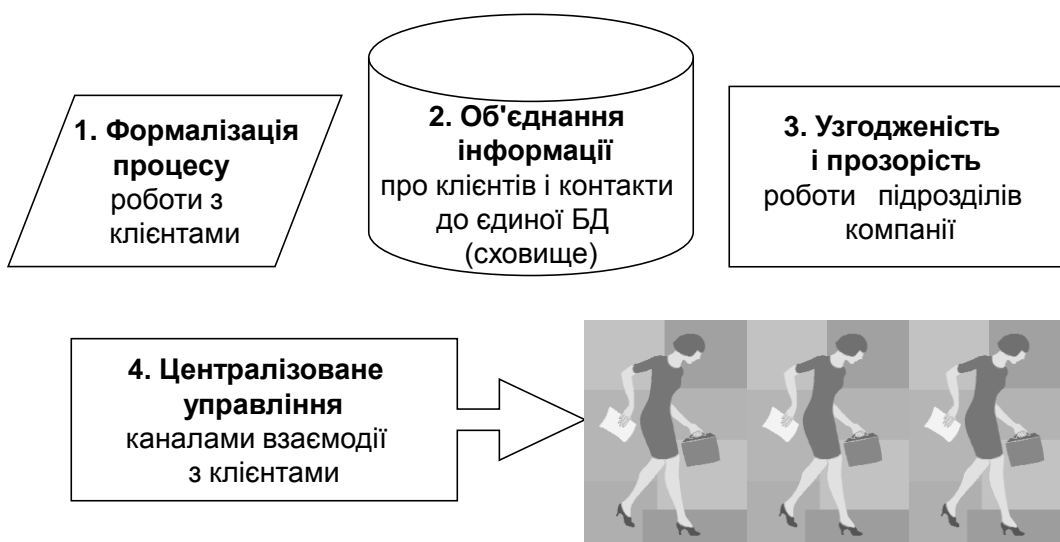 1. Формалізація
процесу
роботи з
клієнтами
2. Об'єднання
інформації
про клієнтів і контакти
до єдиної БД
(сховище)
3. Узгодженість
і прозорість
роботи підрозділів
компанії
4. Централізоване
управління
каналами взаємодії
з клієнтами